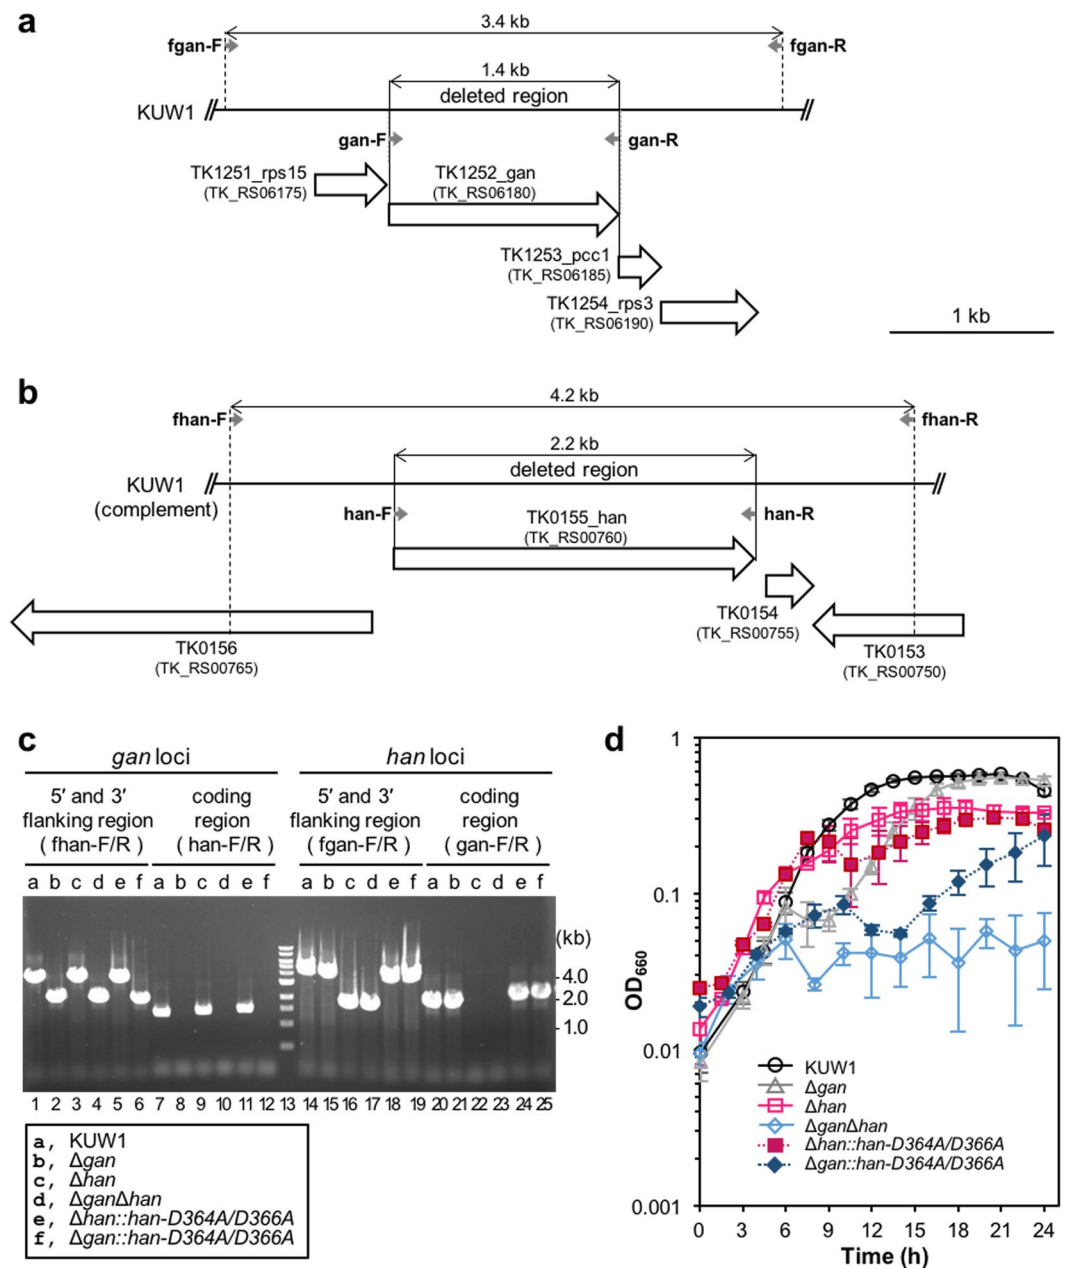 a
3.4 kb
fgan-F
fgan-R
1.4 kb
deleted region
KUW1
gan-F
gan-R
TK1251_rps15
(TK_RS06175)
TK1252_gan
(TK_RS06180)
TK1253_pcc1
(TK_RS06185)
TK1254_rps3
(TK_RS06190)
1 kb
b
4.2 kb
fhan-F
fhan-R
2.2 kb
deleted region
KUW1
(complement)
han-F
han-R
TK0155_han
(TK_RS00760)
TK0154
(TK_RS00755)
TK0156
(TK_RS00765)
TK0153
(TK_RS00750)
c
gan loci
han loci
5′ and 3′
flanking region
( fhan-F/R )
coding
region
( han-F/R )
5′ and 3′
flanking region
( fgan-F/R )
coding
region
( gan-F/R )
a b c d e f a b c d e f a b c d e f a b c d e f
(kb)
4.0
2.0
1.0
1 2 3 4 5 6 7 8 9 10 11 12 13 14 15 16 17 18 19 20 21 22 23 24 25
a, KUW1
b, Δgan
c, Δhan
d, ΔganΔhan
e, Δhan::han-D364A/D366A
f, Δgan::han-D364A/D366A
d
1
0.1
0.01
0.001
OD660
KUW1
Δgan
Δhan
ΔganΔhan
Δhan::han-D364A/D366A
Δgan::han-D364A/D366A
0 3 6 9 12 15 18 21 24
Time (h)